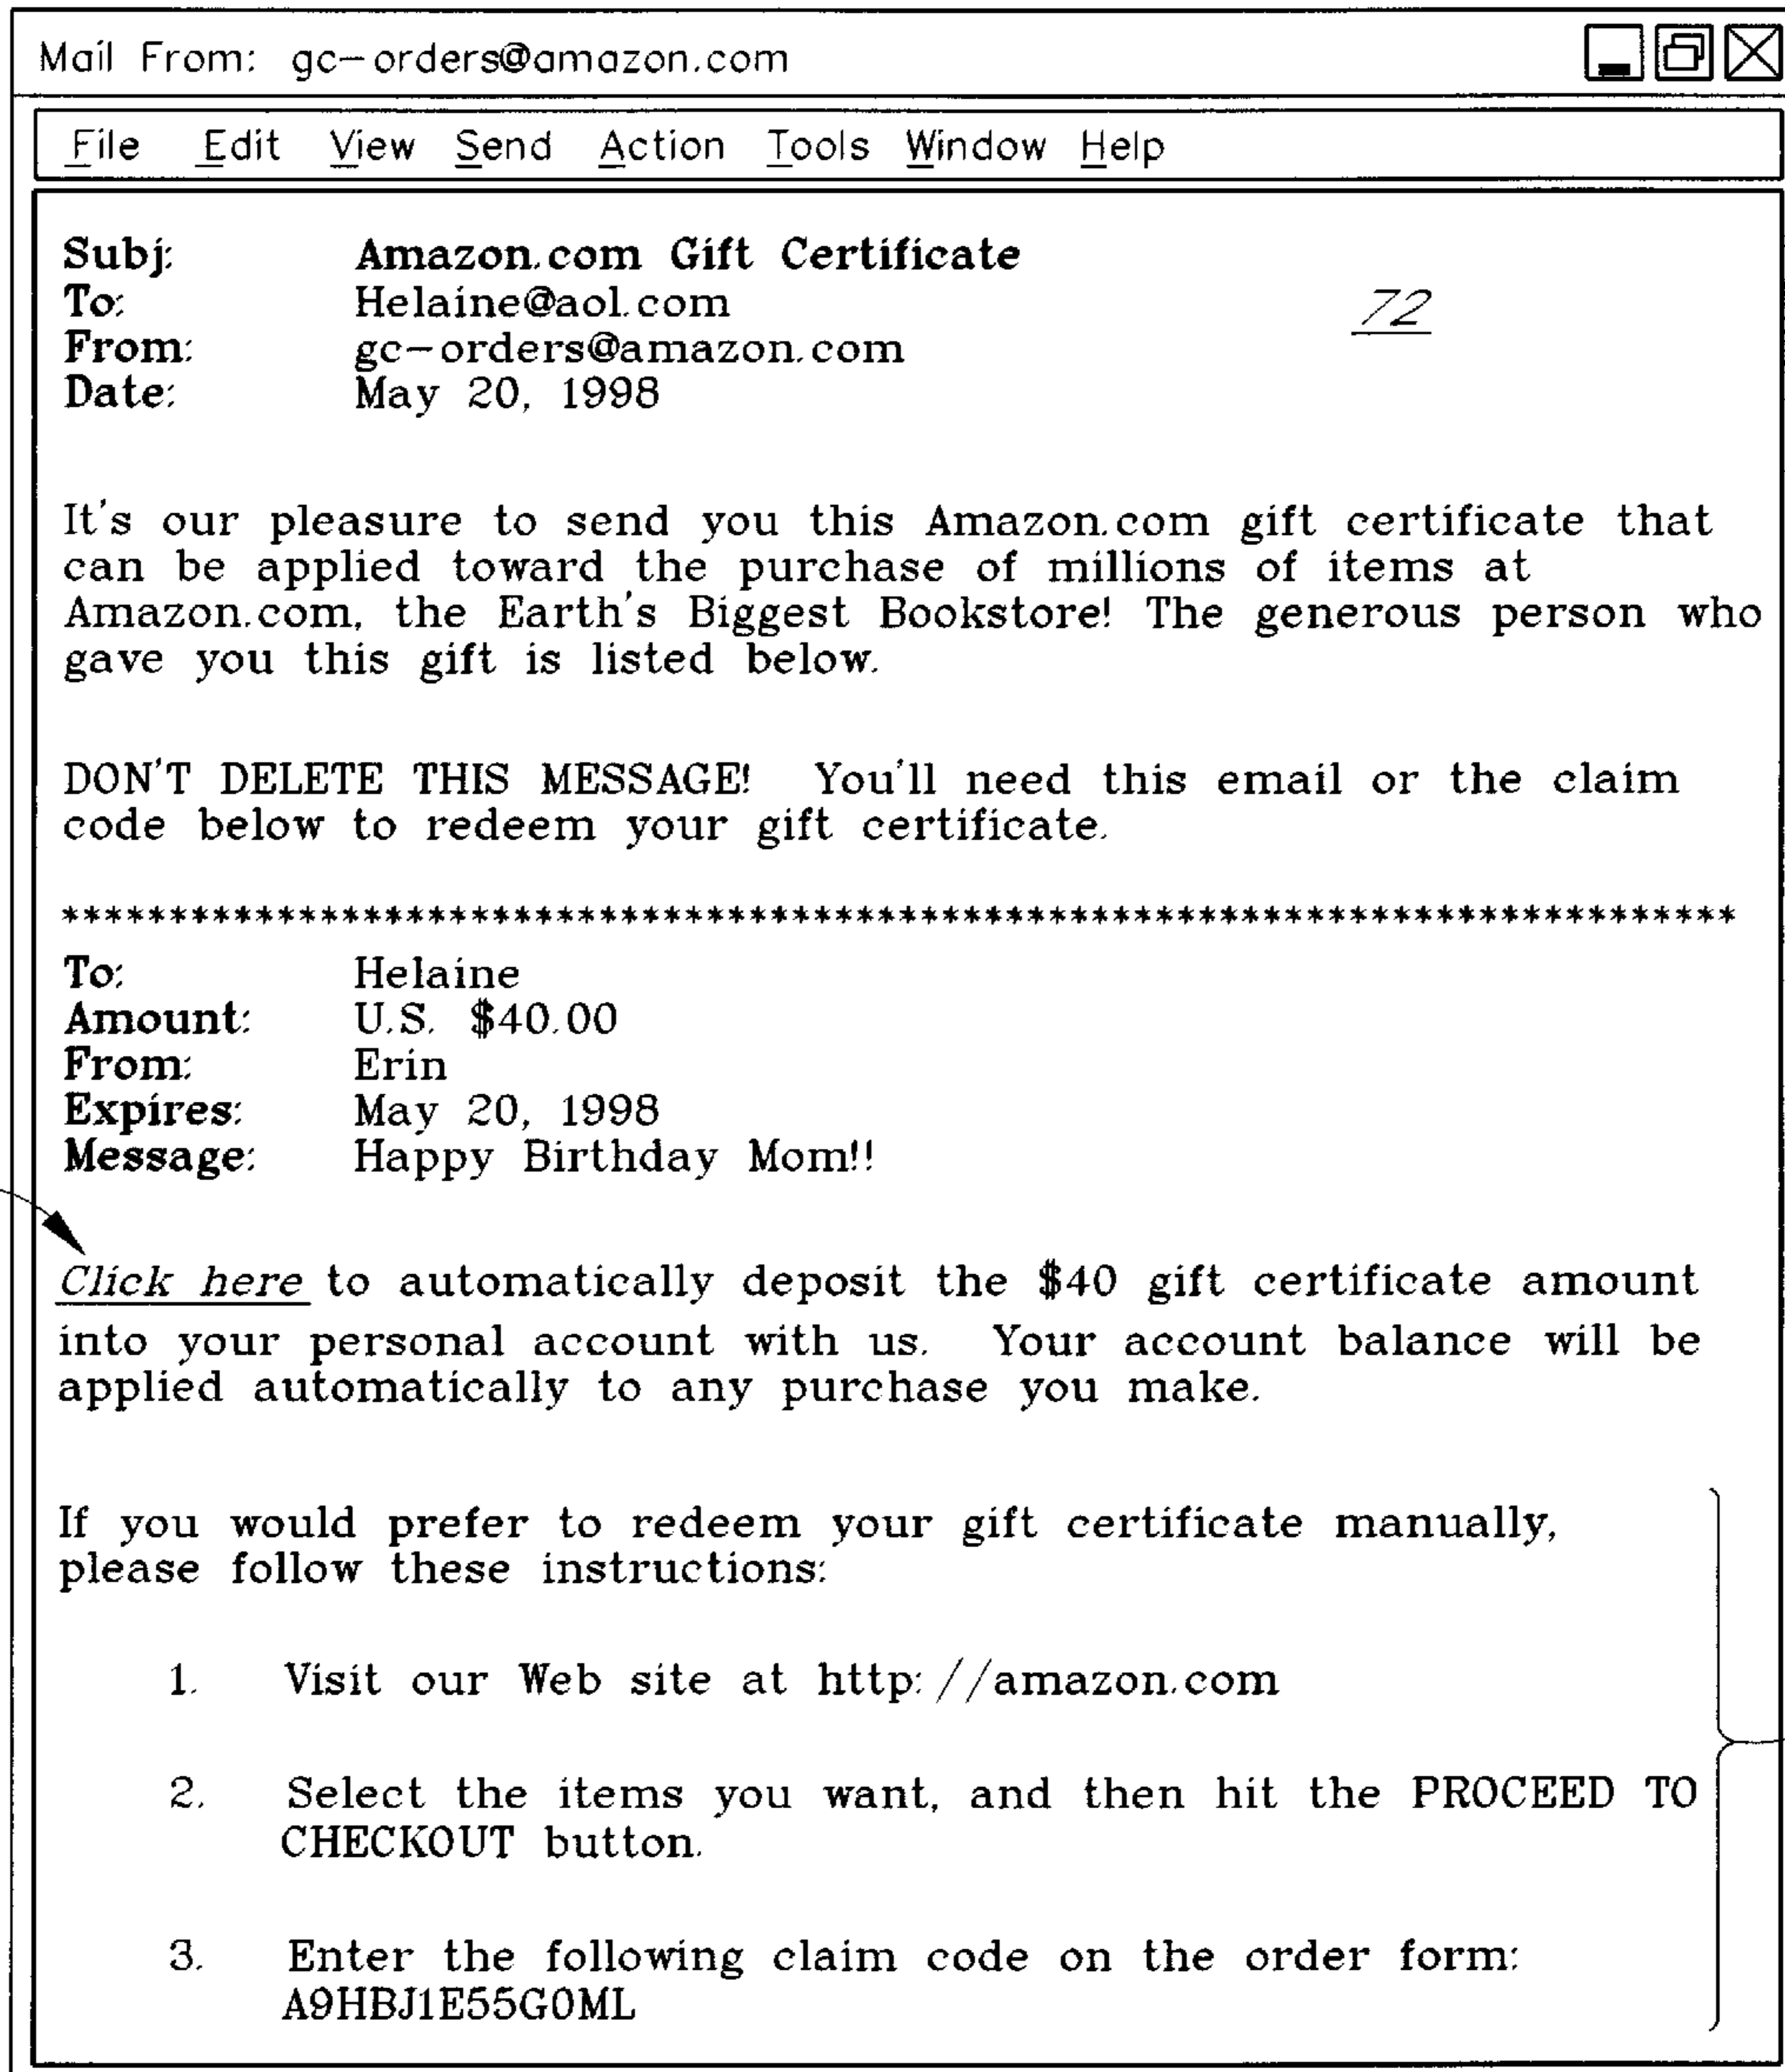 Mail From: gc-orders@amazon.com
File Edit View Send Action Tools Window Help
Subj: Amazon.com Gift Certificate
To: Helaine@aol.com
72
From: gc-orders@amazon.com
Date: May 20, 1998
It's our pleasure to send you this Amazon.com gift certificate that
can be applied toward the purchase of millions of items at
Amazon.com, the Earth's Biggest Bookstore! The generous person who
gave you this gift is listed below.
DON'T DELETE THIS MESSAGE! You'll need this email or the claim
code below to redeem your gift certificate.
******************************************************************************
To: Helaine
Amount: U.S. $40.00
From: Erin
Expires: May 20, 1998
Message: Happy Birthday Mom!!
Click here to automatically deposit the $40 gift certificate amount
into your personal account with us. Your account balance will be
applied automatically to any purchase you make.
If you would prefer to redeem your gift certificate manually,
please follow these instructions:
1. Visit our Web site at http://amazon.com
2. Select the items you want, and then hit the PROCEED TO
CHECKOUT button.
3. Enter the following claim code on the order form:
A9HBJ1E55G0ML